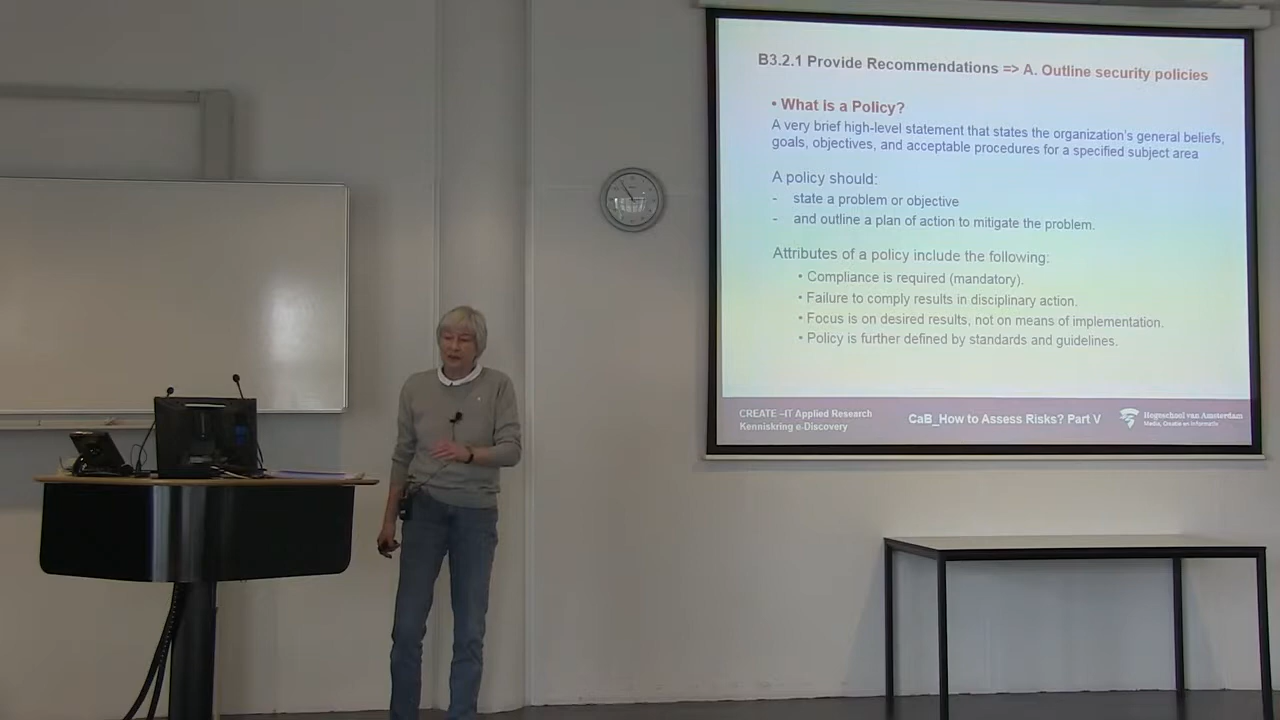 B3.2.1 Provide Recommendations => A. Outline security policies
• What is a Policy?
A very brief high-level statement that states the organization's general beliefs,
goals, objectives, and acceptable procedures for a specified subject area
A policy should:
- state a problem or objective
- and outline a plan of action to mitigate the problem.
Attributes of a policy include the following:
• Compliance is required (mandatory).
• Failure to comply results in disciplinary action.
• Focus is on desired results, not on means of implementation.
• Policy is further defined by standards and guidelines.
CREATE –IT Applied Research
Kenniskring e-Discovery
CaB_How to Assess Risks? Part V
Hogeschool van Amsterdam
Media, Creatie en Informatie